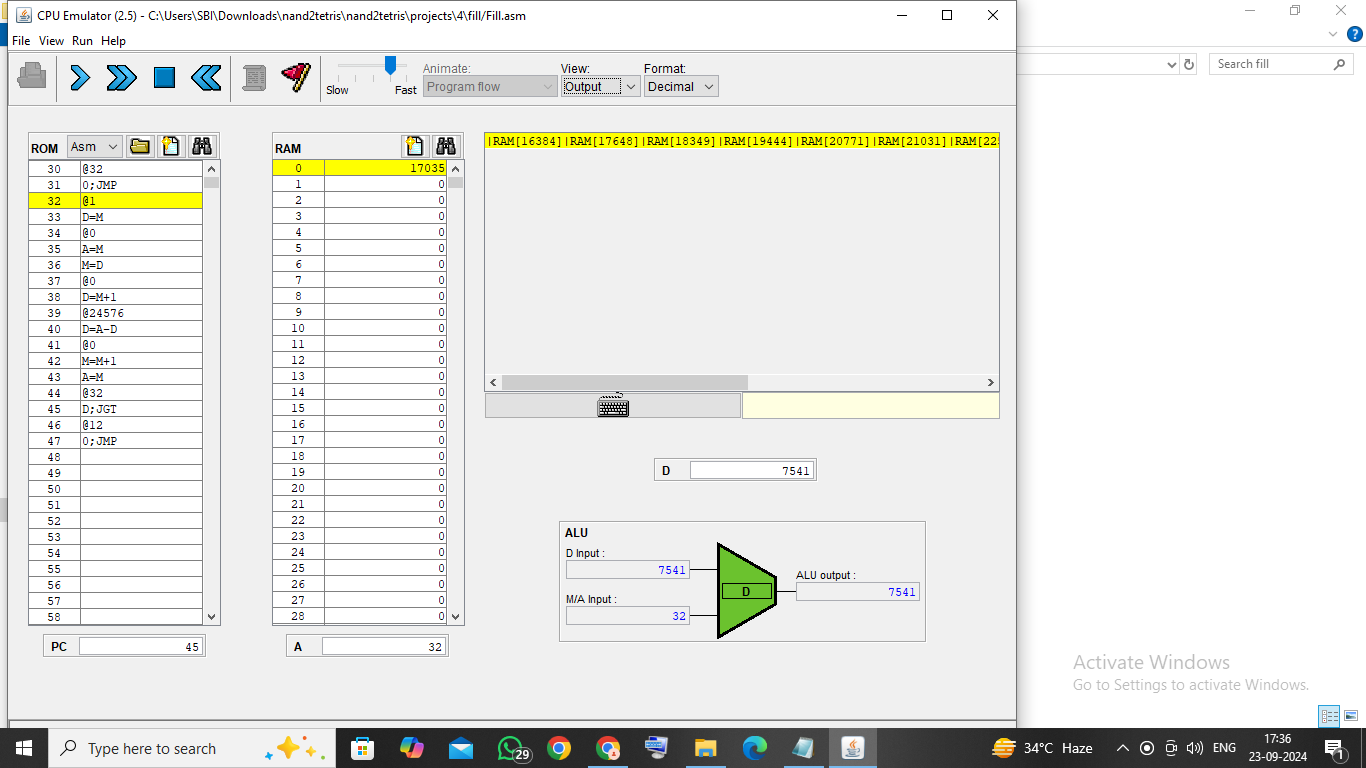 CPU Emulator (2.5) - C:\Users\SBI\Downloads\nand2tetris\nand2tetris\projects\4\fill/Fill.asm
File View Run Help
Slow Fast
Animate:
Program flow
View:
Output
Format:
Decimal
Search fill
ROM Asm
30 @32
31 0;JMP
32 @1
33 D=M
34 @0
35 A=M
36 M=D
37 @0
38 D=M+1
39 @24576
40 D=A-D
41 @0
42 M=M+1
43 A=M
44 @32
45 D;JGT
46 @12
47 0;JMP
48
49
50
51
52
53
54
55
56
57
58
PC 45
RAM
0 17035
1 0
2 0
3 0
4 0
5 0
6 0
7 0
8 0
9 0
10 0
11 0
12 0
13 0
14 0
15 0
16 0
17 0
18 0
19 0
20 0
21 0
22 0
23 0
24 0
25 0
26 0
27 0
28 0
A 32
|RAM[16384]|RAM[17648]|RAM[18349]|RAM[19444]|RAM[20771]|RAM[21031]|RAM[22
D 7541
ALU
D Input :
7541
M/A Input :
32
D
ALU output :
7541
Activate Windows
Go to Settings to activate Windows.
Type here to search
29
34°C Haze
ENG
17:36
23-09-2024
1